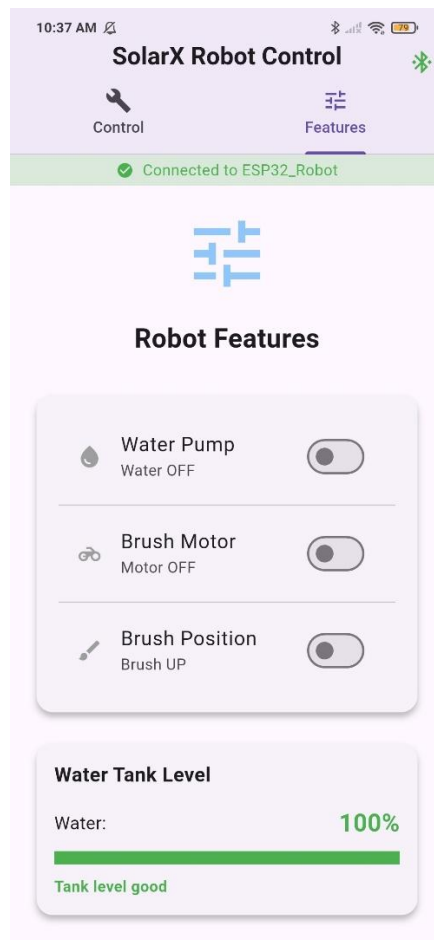 10:37 AM
79
SolarX Robot Control
Control
Features
Connected to ESP32_Robot
Robot Features
Water Pump
Water OFF
Brush Motor
Motor OFF
Brush Position
Brush UP
Water Tank Level
Water: 100%
Tank level good